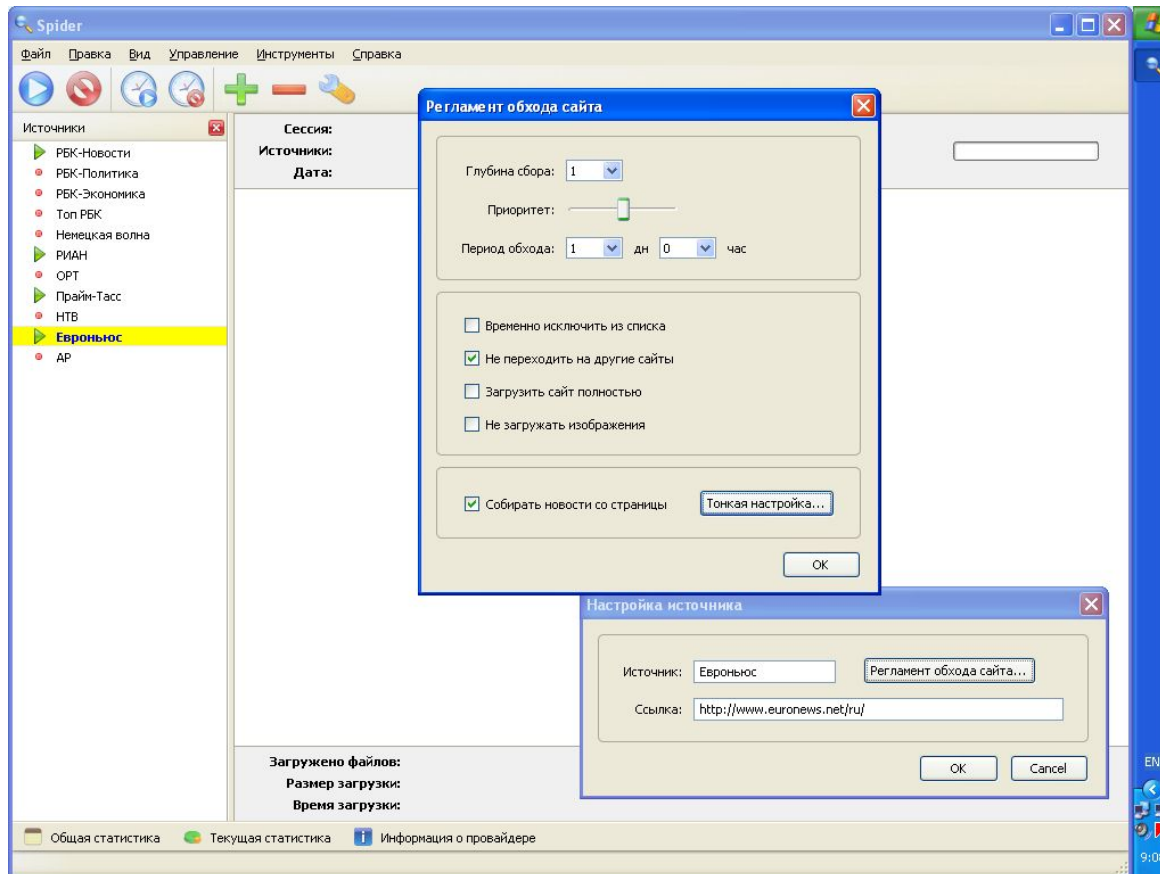 Spider
Файл Правка Вид Управление Инструменты Справка
Источники
РБК-Новости
РБК-Политика
РБК-Экономика
Топ РБК
Немецкая волна
РИАН
ОРТ
Прайм-Тасс
НТВ
Евроньюс
АР
Сессия:
Источники:
Дата:
Регламент обхода сайта
Глубина сбора: 1
Приоритет:
Период обхода: 1 дн 0 час
Временно исключить из списка
Не переходить на другие сайты
Загрузить сайт полностью
Не загружать изображения
Собирать новости со страницы Тонкая настройка...
OK
Настройка источника
Источник: Евроньюс Регламент обхода сайта...
Ссылка: http://www.euronews.net/ru/
OK Cancel
Загружено файлов:
Размер загрузки:
Время загрузки:
Общая статистика Текущая статистика Информация о провайдере
EN